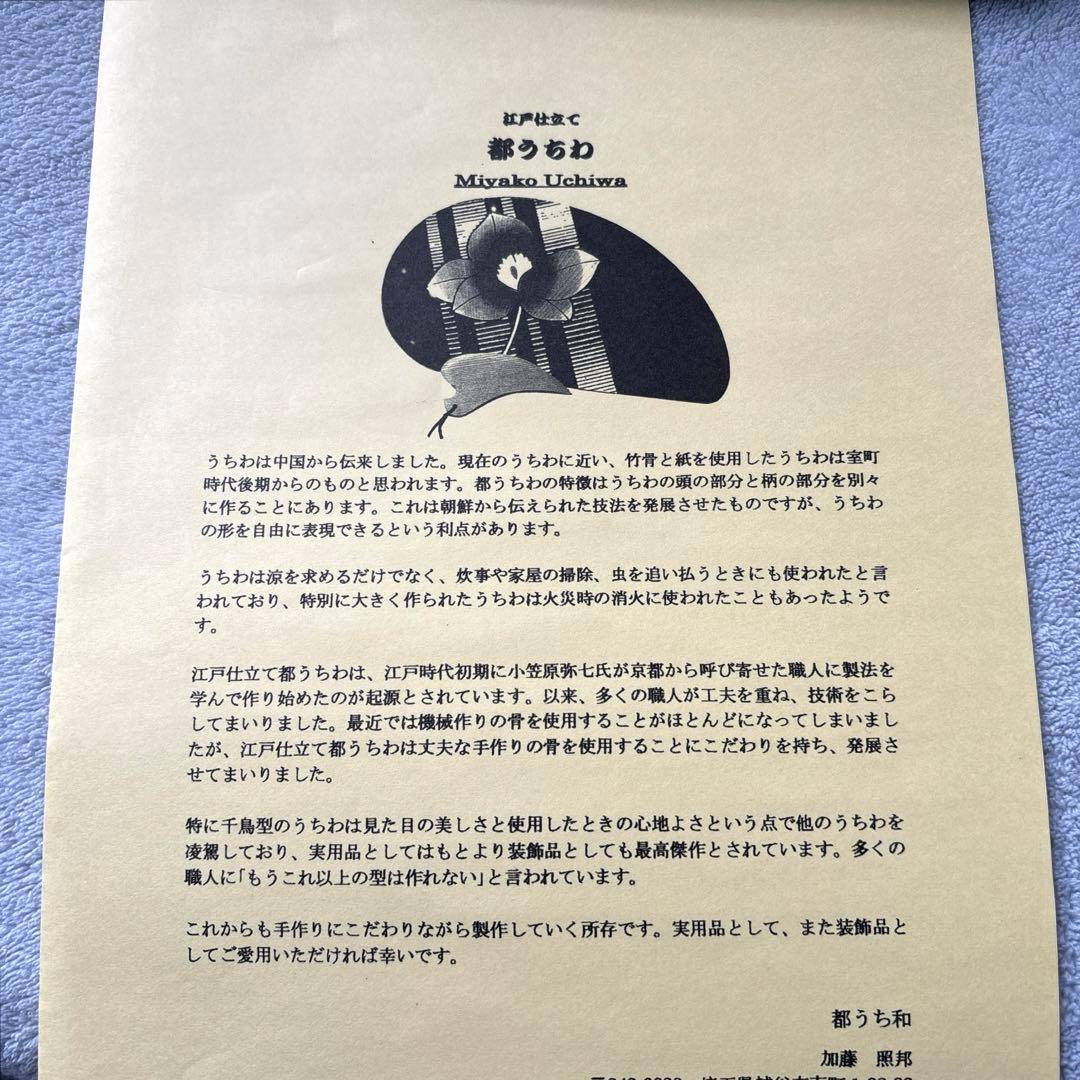 江戸仕立て
都うちわ
Miyako Uchiwa
うちわは中国から伝来しました。現在のうちわに近い、竹骨と紙を使用したうちわは室町
時代後期からのものと思われます。都うちわの特徴はうちわの頭の部分と柄の部分を別々
に作ることにあります。これは朝鮮から伝えられた技法を発展させたものですが、うちわ
の形を自由に表現できるという利点があります。
うちわは涼を求めるだけでなく、炊事や家屋の掃除、虫を追い払うときにも使われたと言
われており、特別に大きく作られたうちわは火災時の消火に使われたこともあったようで
す。
江戸仕立て都うちわは、江戸時代初期に小笠原弥七氏が京都から呼び寄せた職人に製法を
学んで作り始めたのが起源とされています。以来、多くの職人が工夫を重ね、技術をこら
してまいりました。最近では機械作りの骨を使用することがほとんどになってしまいまし
たが、江戸仕立て都うちわは丈夫な手作りの骨を使用することにこだわりを持ち、発展さ
せてまいりました。
特に千鳥型のうちわは見た目の美しさと使用したときの心地よさという点で他のうちわを
凌駕しており、実用品としてはもとより装飾品としても最高傑作とされています。多くの
職人に｢もうこれ以上の型は作れない｣と言われています。
これからも手作りにこだわりながら製作していく所存です。実用品として、また装飾品と
してご愛用いただければ幸いです。
都うち和
加藤　照邦